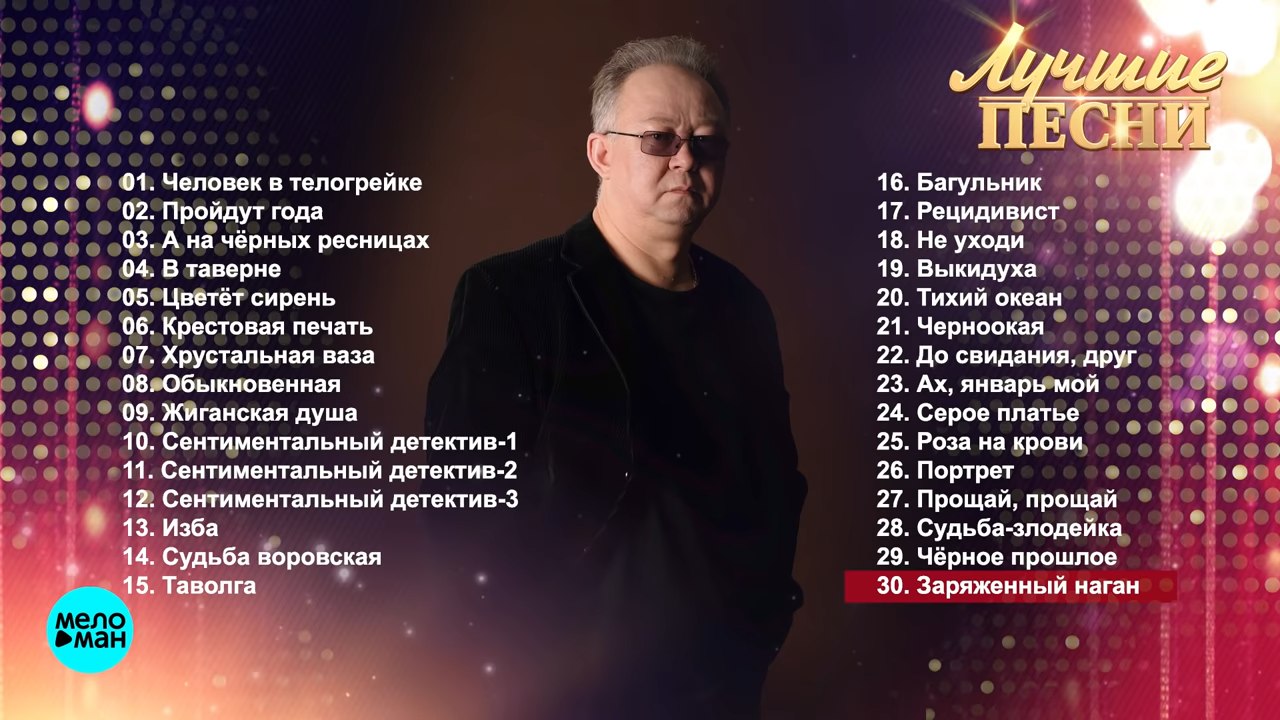 Лучшие
ПЕСНИ
01. Человек в телогрейке
02. Пройдут года
03. А на чёрных ресницах
04. В таверне
05. Цветёт сирень
06. Крестовая печать
07. Хрустальная ваза
08. Обыкновенная
09. Жиганская душа
10. Сентиментальный детектив-1
11. Сентиментальный детектив-2
12. Сентиментальный детектив-3
13. Изба
14. Судьба воровская
15. Таволга
16. Багульник
17. Рецидивист
18. Не уходи
19. Выкидуха
20. Тихий океан
21. Черноокая
22. До свидания, друг
23. Ах, январь мой
24. Серое платье
25. Роза на крови
26. Портрет
27. Прощай, прощай
28. Судьба-злодейка
29. Чёрное прошлое
30. Заряженный наган
мело
ман